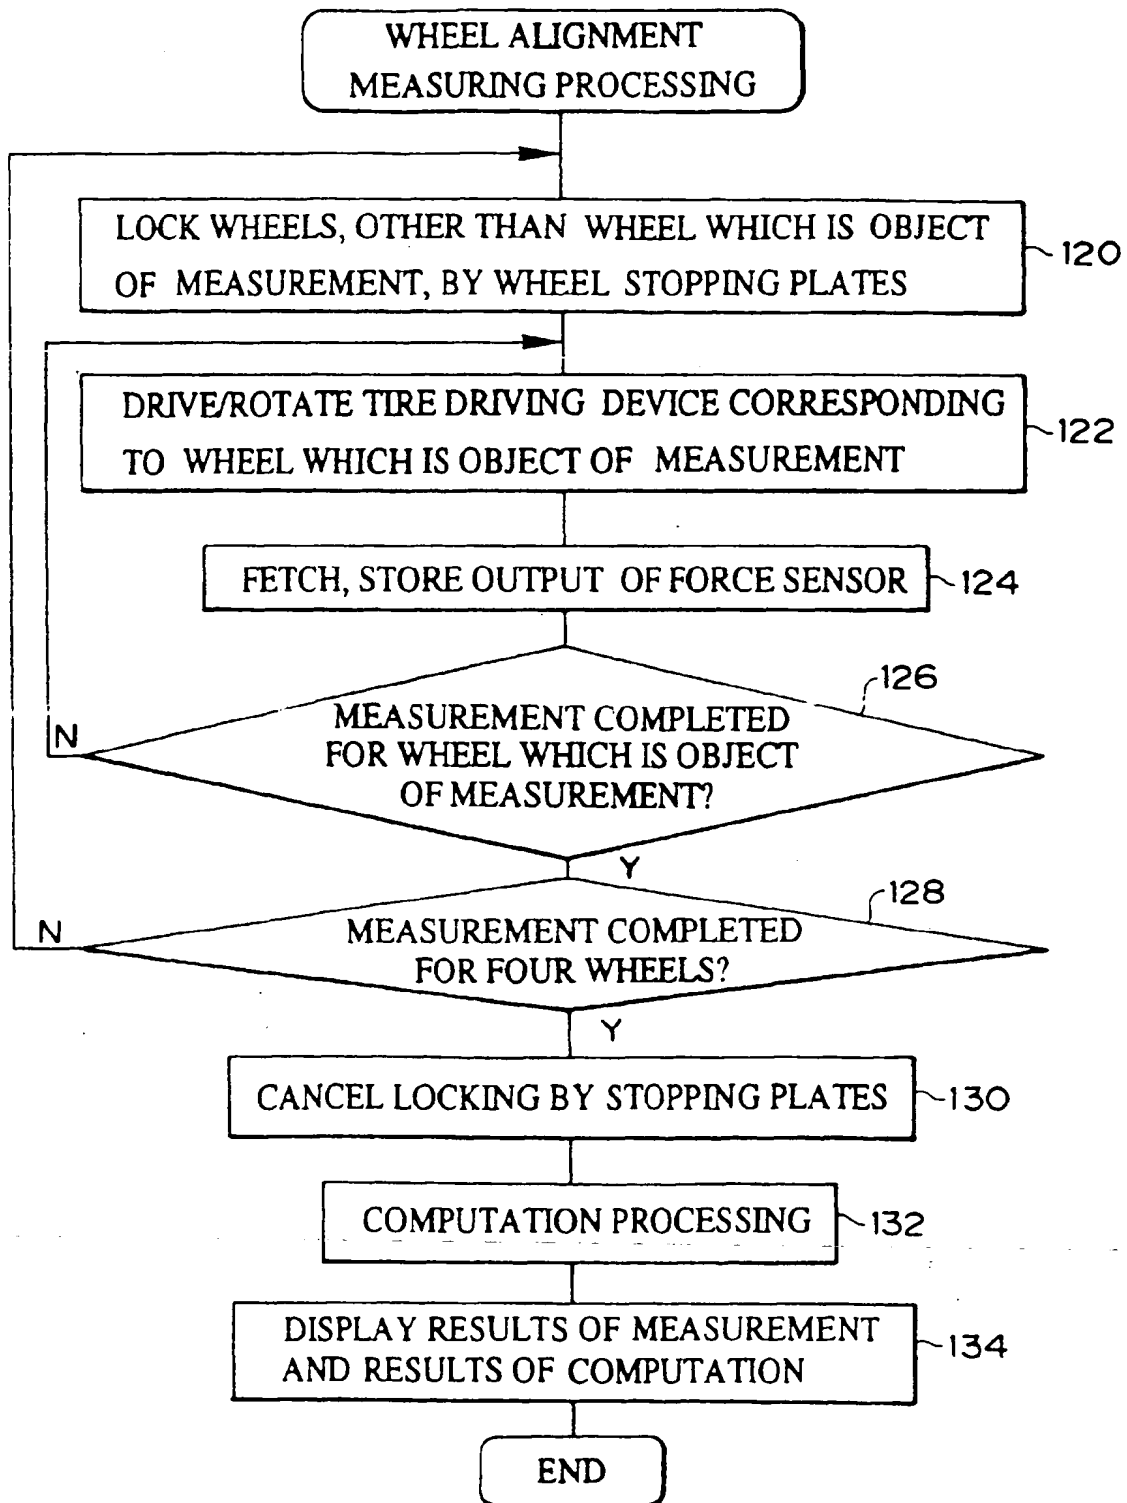 WHEEL ALIGNMENT
MEASURING PROCESSING
LOCK WHEELS, OTHER THAN WHEEL WHICH IS OBJECT
OF MEASUREMENT, BY WHEEL STOPPING PLATES
120
DRIVE/ROTATE TIRE DRIVING DEVICE CORRESPONDING
TO WHEEL WHICH IS OBJECT OF MEASUREMENT
122
FETCH, STORE OUTPUT OF FORCE SENSOR
124
126
MEASUREMENT COMPLETED
FOR WHEEL WHICH IS OBJECT
OF MEASUREMENT?
N
Y
128
MEASUREMENT COMPLETED
FOR FOUR WHEELS?
N
Y
CANCEL LOCKING BY STOPPING PLATES
130
COMPUTATION PROCESSING
132
DISPLAY RESULTS OF MEASUREMENT
AND RESULTS OF COMPUTATION
134
END